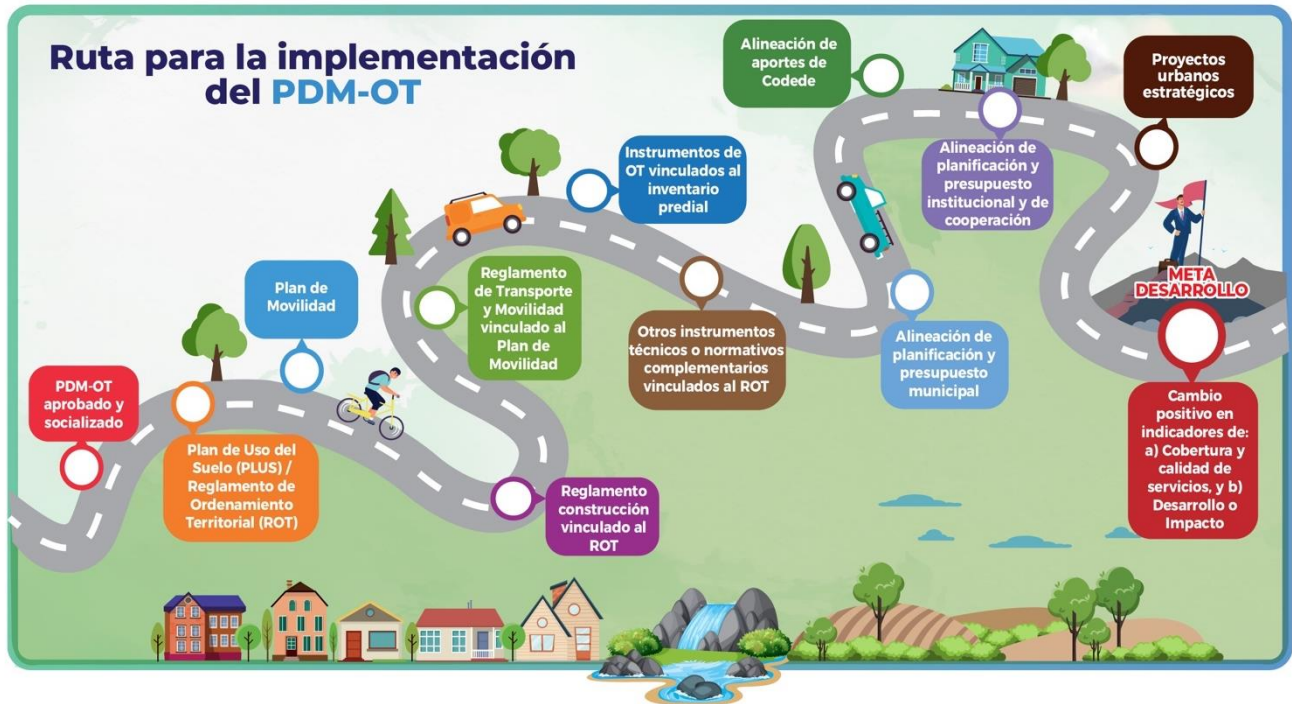 Ruta para la implementación
del PDM-OT
PDM-OT
aprobado y
socializado
Plan de Uso del
Suelo (PLUS) /
Reglamento de
Ordenamiento
Territorial (ROT)
Plan de
Movilidad
Reglamento
construcción
vinculado al
ROT
Reglamento
de Transporte
y Movilidad
vinculado al
Plan de
Movilidad
Instrumentos de
OT vinculados al
inventario
predial
Otros instrumentos
técnicos o normativos
complementarios
vinculados al ROT
Alineación de
planificación y
presupuesto
municipal
Alineación de
aportes de
Codede
Alineación de
planificación y
presupuesto
institucional y de
cooperación
Proyectos
urbanos
estratégicos
META
DESARROLLO
Cambio
positivo en
indicadores de:
a) Cobertura y
calidad de
servicios, y b)
Desarrollo o
Impacto